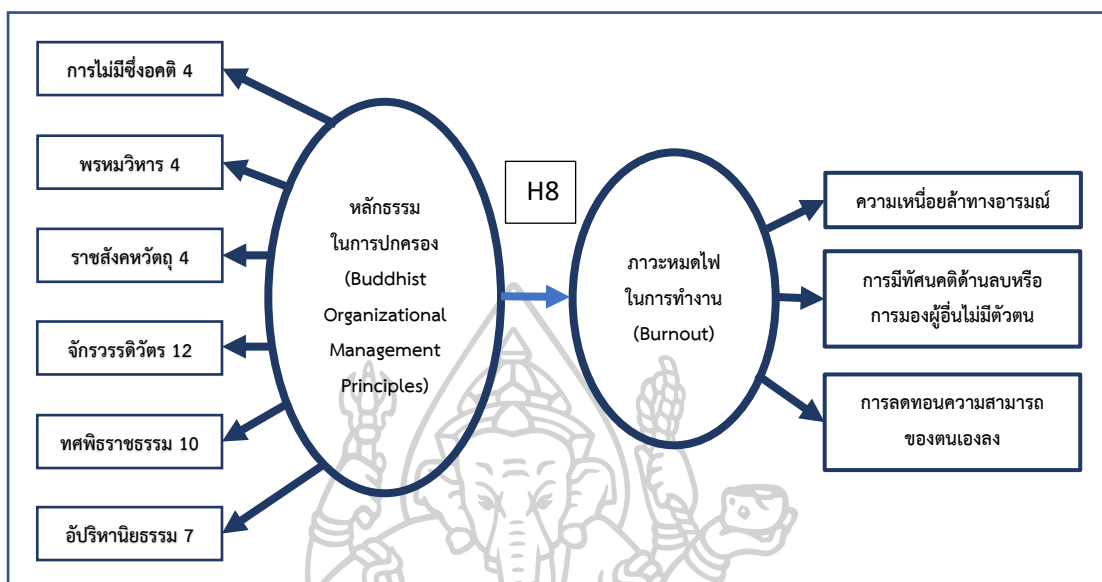 การไม่มีซึ่งอคติ 4
พรหมวิหาร 4
ราชสังคหวัตถุ 4
จักรวรรดิวัตร 12
ทศพิธราชธรรม 10
อัปริหานิยธรรม 7
หลักธรรม
ในการปกครอง
(Buddhist
Organizational
Management
Principles)
H8
ภาวะหมดไฟ
ในการทำงาน
(Burnout)
ความเหนื่อยล้าทางอารมณ์
การมีทัศนคติด้านลบหรือ
การมองผู้อื่นไม่มีตัวตน
การลดทอนความสามารถ
ของตนเองลง